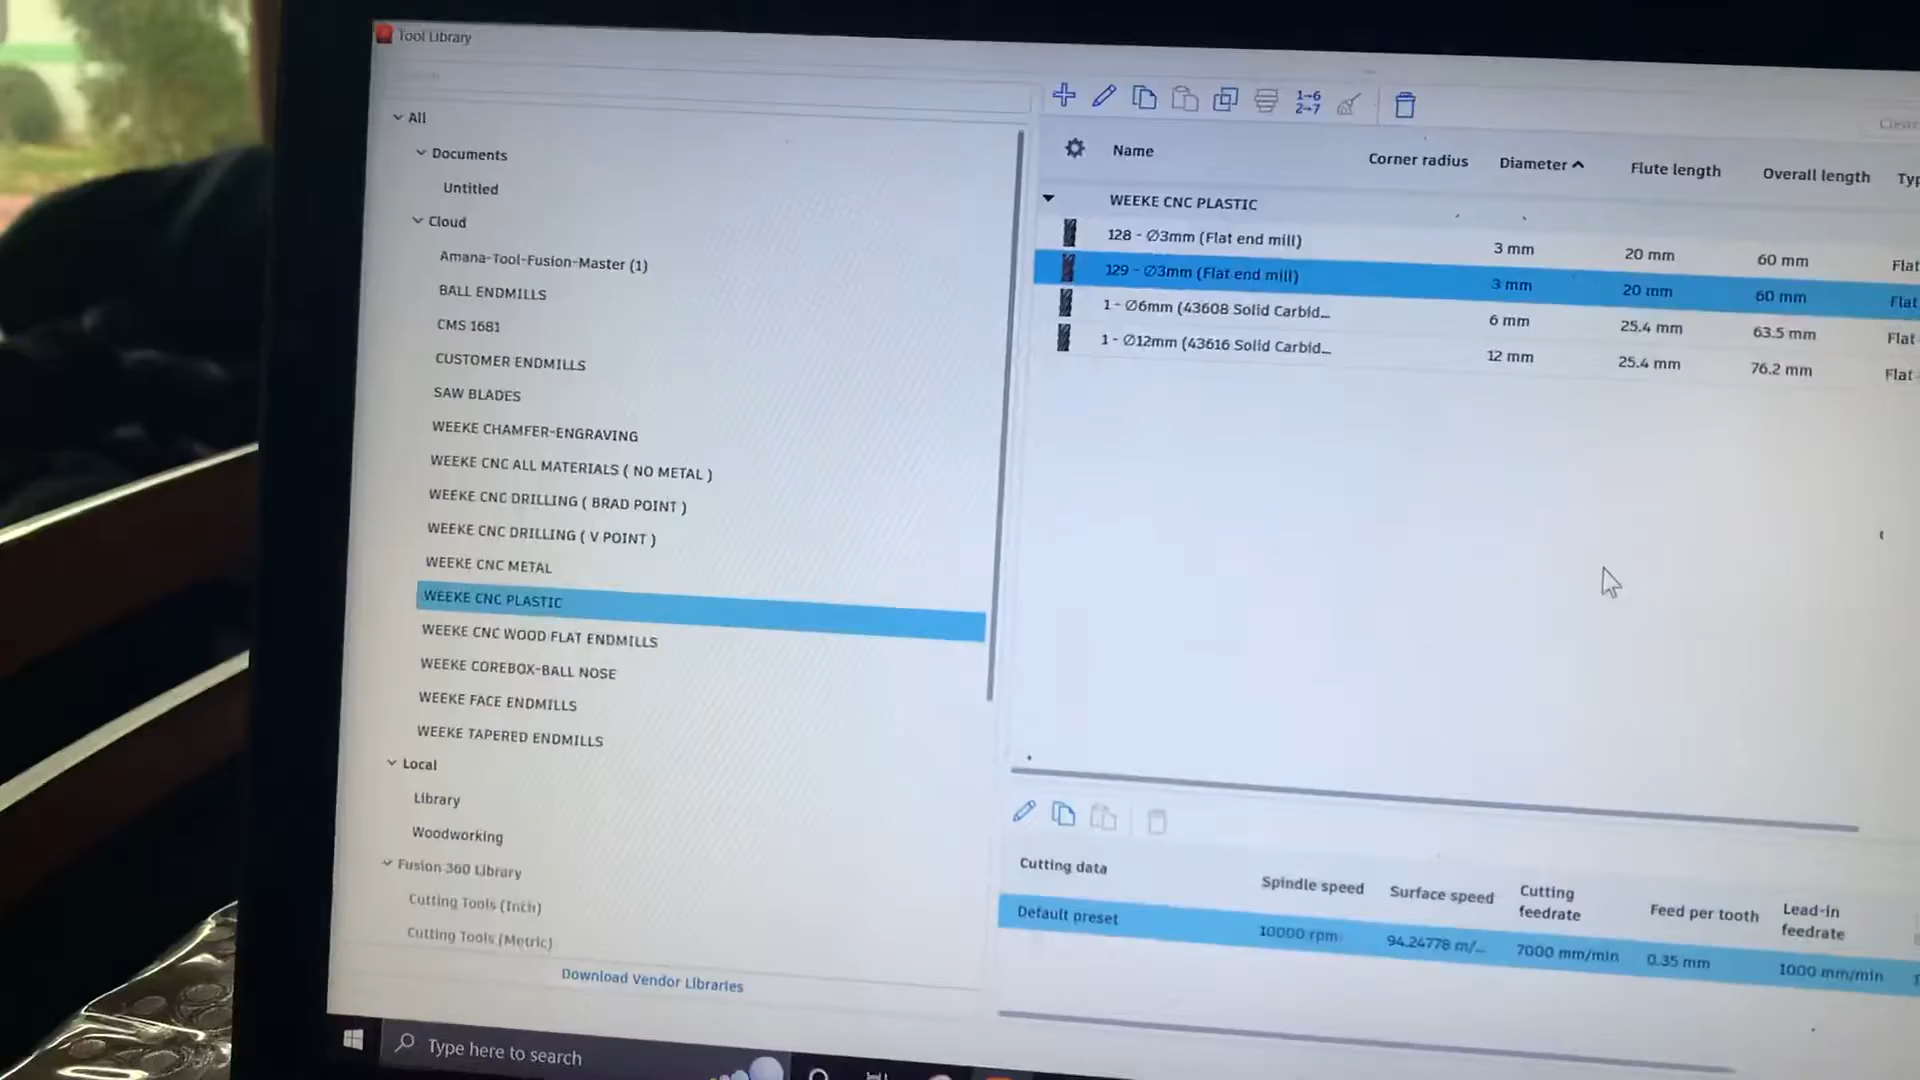 Tool Library
All
Documents
Untitled
Cloud
Amana-Tool-Fusion-Master (1)
BALL ENDMILLS
CMS 1681
CUSTOMER ENDMILLS
SAW BLADES
WEEKE CHAMFER-ENGRAVING
WEEKE CNC ALL MATERIALS ( NO METAL )
WEEKE CNC DRILLING ( BRAD POINT )
WEEKE CNC DRILLING ( V POINT )
WEEKE CNC METAL
WEEKE CNC PLASTIC
WEEKE CNC WOOD FLAT ENDMILLS
WEEKE COREBOX-BALL NOSE
WEEKE FACE ENDMILLS
WEEKE TAPERED ENDMILLS
Local
Library
Woodworking
Fusion 360 Library
Cutting Tools (Inch)
Cutting Tools (Metric)
Download Vendor Libraries
1→6
2→7
Name Corner radius Diameter Flute length Overall length Typ
WEEKE CNC PLASTIC
128 - ∅3mm (Flat end mill) 3 mm 20 mm 60 mm Flat
129 - ∅3mm (Flat end mill) 3 mm 20 mm 60 mm Flat
1 - ∅6mm (43608 Solid Carbid... 6 mm 25.4 mm 63.5 mm Flat
1 - ∅12mm (43616 Solid Carbid... 12 mm 25.4 mm 76.2 mm Flat
Cutting data Spindle speed Surface speed Cutting feedrate Feed per tooth Lead-in feedrate
Default preset 10000 rpm 94.24778 m/... 7000 mm/min 0.35 mm 1000 mm/min
Type here to search